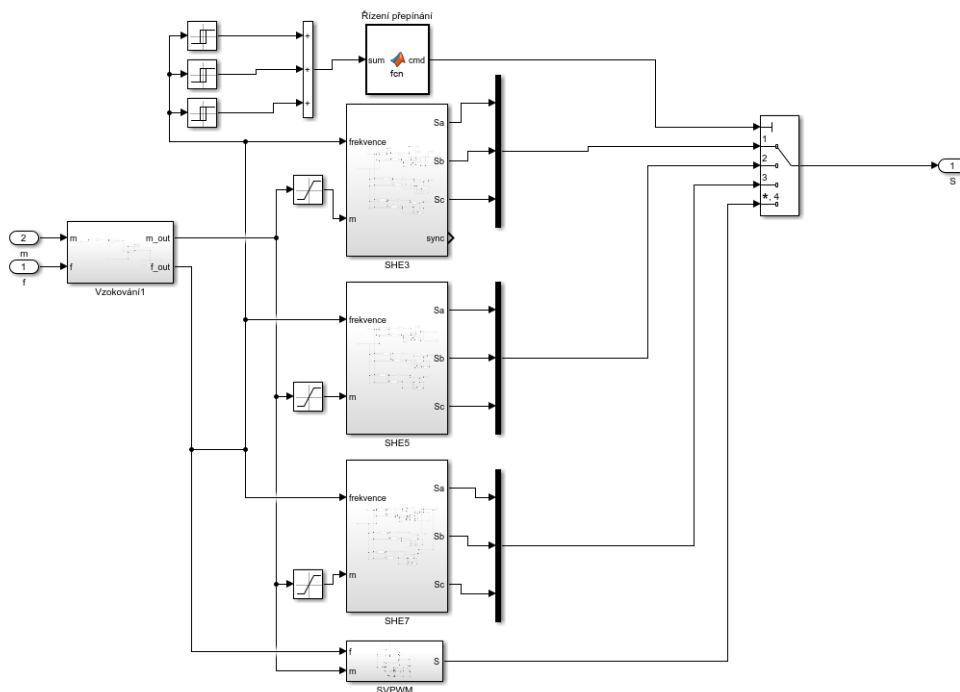 Řízení přepínání
+
+
+
sum
cmd
fcn
frekvence
m
Sa
Sb
Sc
sync
SHE3
1
2
3
*, 4
1
S
2
m
1
f
m
f
m_out
f_out
Vzokování1
frekvence
m
Sa
Sb
Sc
SHE5
frekvence
m
Sa
Sb
Sc
SHE7
f
m
S
SVPWM